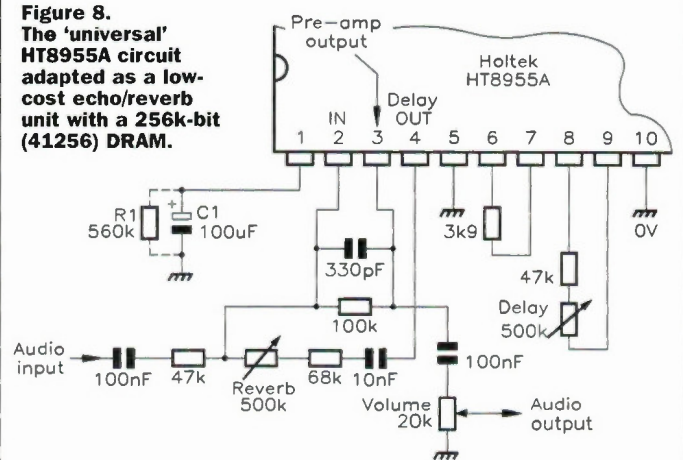 Figure 8.
The ‘universal’
HT8955A circuit
adapted as a low-
cost echo/reverb
unit with a 256k-bit
(41256) DRAM.
Pre-amp
output
Holtek
HT8955A
Delay
OUT
IN
1 2 3 4 5 6 7 8 9 10
R1
560k
+
C1
100uF
330pF
100k
3k9
0V
47k
Delay
500k
Audio
input
100nF
47k
Reverb
500k
68k
10nF
100nF
Volume
20k
Audio
output